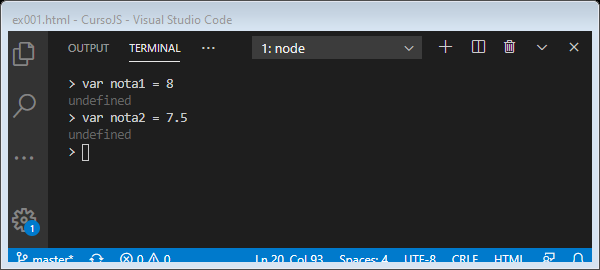 ex001.html - CursoJS - Visual Studio Code
OUTPUT TERMINAL ··· 1: node
> var nota1 = 8
undefined
> var nota2 = 7.5
undefined
>
1
master* 0 0 Ln 20, Col 93 Spaces: 4 UTF-8 CRLF HTML